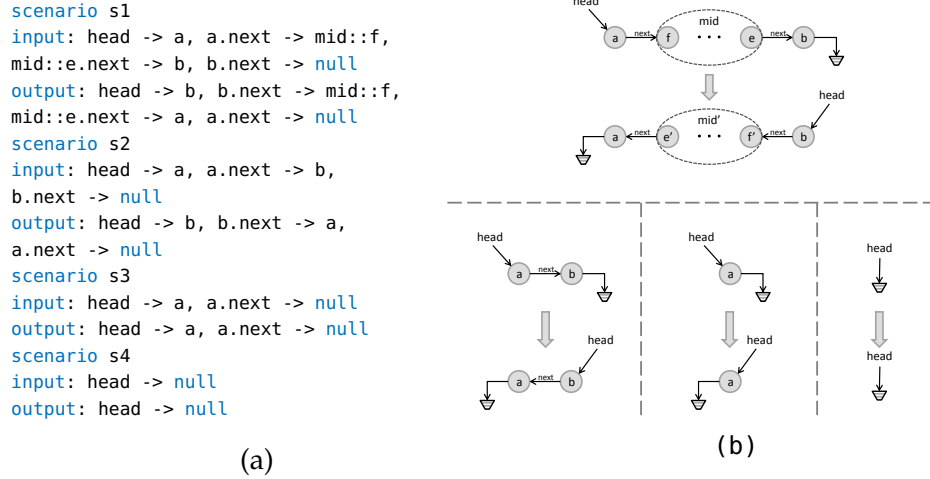 scenario s1
input: head -> a, a.next -> mid::f,
mid::e.next -> b, b.next -> null
output: head -> b, b.next -> mid::f,
mid::e.next -> a, a.next -> null
scenario s2
input: head -> a, a.next -> b,
b.next -> null
output: head -> b, b.next -> a,
a.next -> null
scenario s3
input: head -> a, a.next -> null
output: head -> a, a.next -> null
scenario s4
input: head -> null
output: head -> null
(a)
head
mid
a next f ... e next b
head
mid'
a next e' ... f' next b
head
a next b
head
a next b
head
a
head
a
head
head
(b)